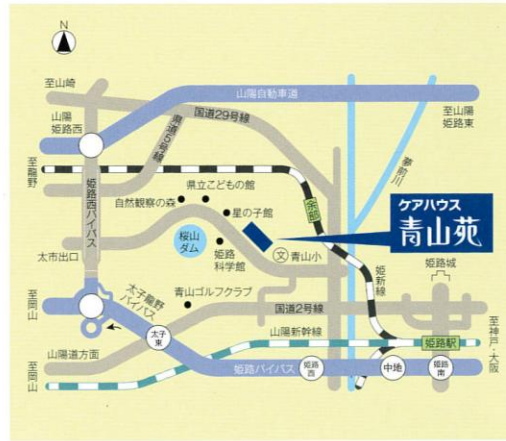 N
至山崎
山陽自動車道
山陽
姫路西
国道29号線
至山陽
姫路東
県道5号線
至龍野
夢前川
県立こどもの館
自然観察の森
星の子館
余部
ケアハウス
青山苑
姫路西バイパス
桜山
ダム
太市出口
姫路
科学館
文
青山小
姫新線
姫路城
至岡山
太子龍野
バイパス
青山ゴルフクラブ
国道2号線
太子
東
山陽新幹線
姫路駅
至神戸・大阪
山陽道方面
至岡山
姫路バイパス
姫路
西
中地
姫路
南